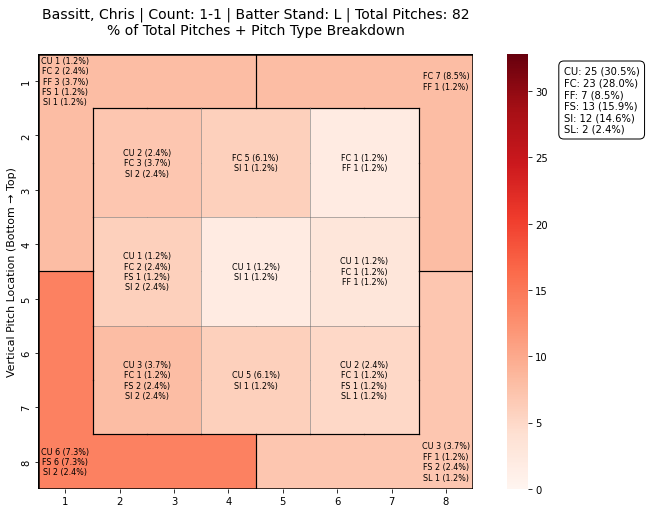 Bassitt, Chris | Count: 1-1 | Batter Stand: L | Total Pitches: 82
% of Total Pitches + Pitch Type Breakdown
CU 1 (1.2%)
FC 2 (2.4%)
FF 3 (3.7%)
FS 1 (1.2%)
SI 1 (1.2%)
FC 7 (8.5%)
FF 1 (1.2%)
CU 2 (2.4%)
FC 3 (3.7%)
SI 2 (2.4%)
FC 5 (6.1%)
SI 1 (1.2%)
FC 1 (1.2%)
FF 1 (1.2%)
CU 1 (1.2%)
FC 2 (2.4%)
FS 1 (1.2%)
SI 2 (2.4%)
CU 1 (1.2%)
SI 1 (1.2%)
CU 1 (1.2%)
FC 1 (1.2%)
FF 1 (1.2%)
CU 3 (3.7%)
FC 1 (1.2%)
FS 2 (2.4%)
SI 2 (2.4%)
CU 5 (6.1%)
SI 1 (1.2%)
CU 2 (2.4%)
FC 1 (1.2%)
FS 1 (1.2%)
SL 1 (1.2%)
CU 6 (7.3%)
FS 6 (7.3%)
SI 2 (2.4%)
CU 3 (3.7%)
FF 1 (1.2%)
FS 2 (2.4%)
SL 1 (1.2%)
Vertical Pitch Location (Bottom → Top)
1
2
3
4
5
6
7
8
1 2 3 4 5 6 7 8
30
25
20
15
10
5
0
CU: 25 (30.5%)
FC: 23 (28.0%)
FF: 7 (8.5%)
FS: 13 (15.9%)
SI: 12 (14.6%)
SL: 2 (2.4%)